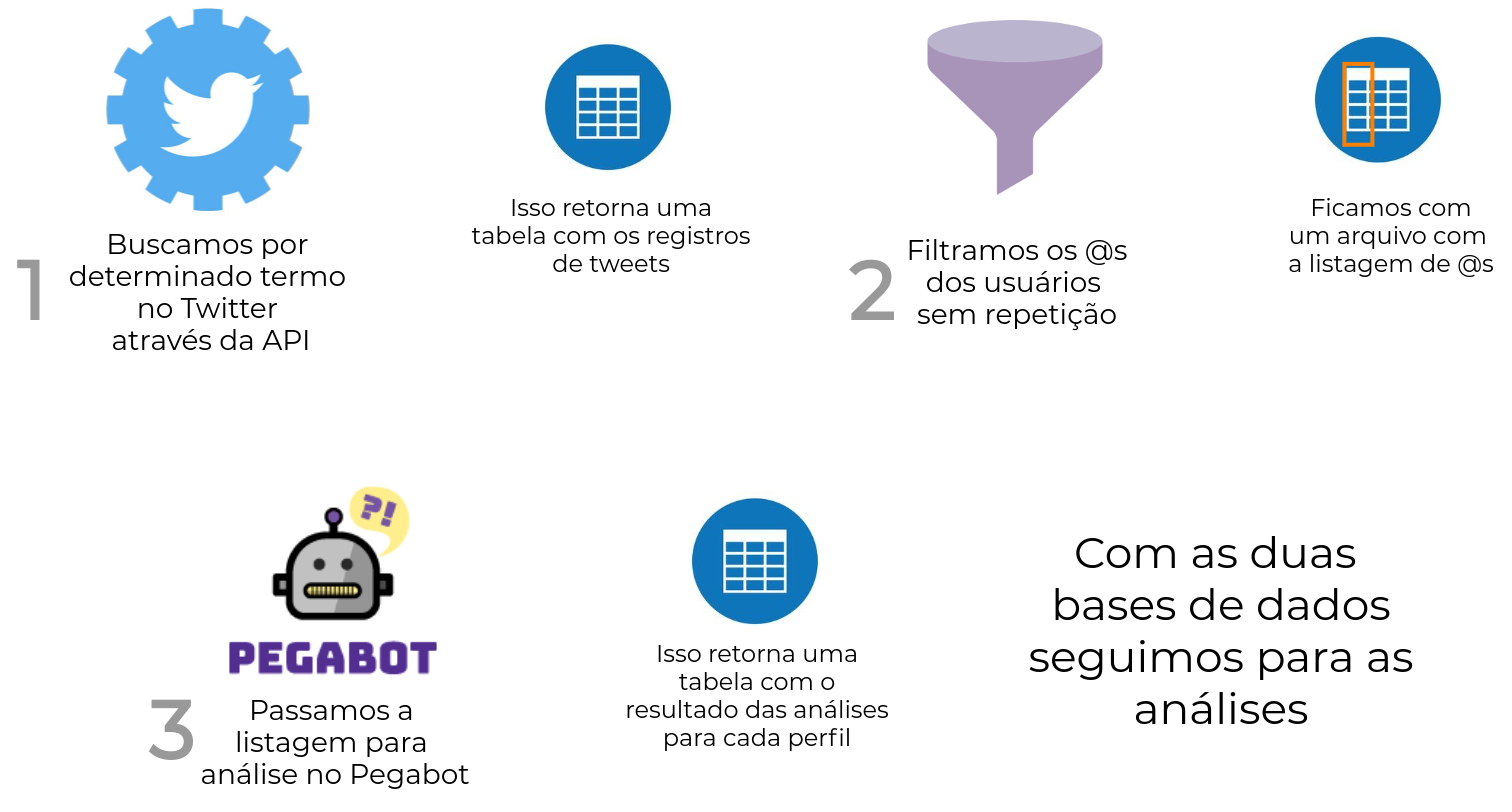 1
Buscamos por
determinado termo
no Twitter
através da API
Isso retorna uma
tabela com os registros
de tweets
2
Filtramos os @s
dos usuários
sem repetição
Ficamos com
um arquivo com
a listagem de @s
?!
PEGABOT
3
Passamos a
listagem para
análise no Pegabot
Isso retorna uma
tabela com o
resultado das análises
para cada perfil
Com as duas
bases de dados
seguimos para as
análises